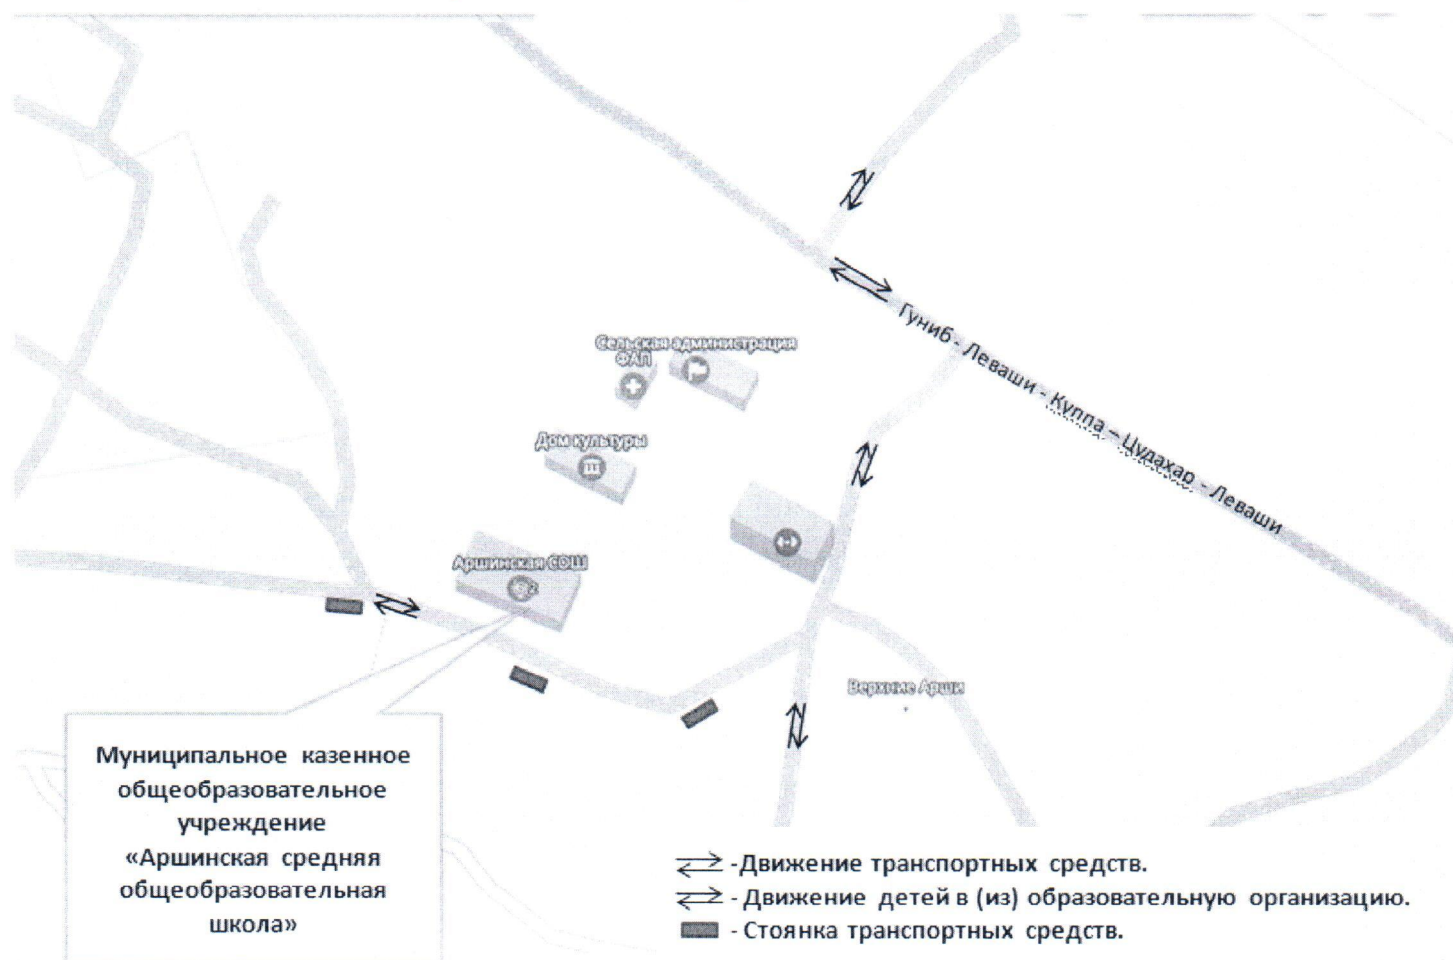 Гуниб - Леваши - Куппа – Цудахар - Леваши
Сельская администрация
ФАП
Дом культуры
Аршинская СОШ
Верхние Арши
Муниципальное казенное
общеобразовательное
учреждение
«Аршинская средняя
общеобразовательная
школа»
-Движение транспортных средств.
- Движение детей в (из) образовательную организацию.
- Стоянка транспортных средств.